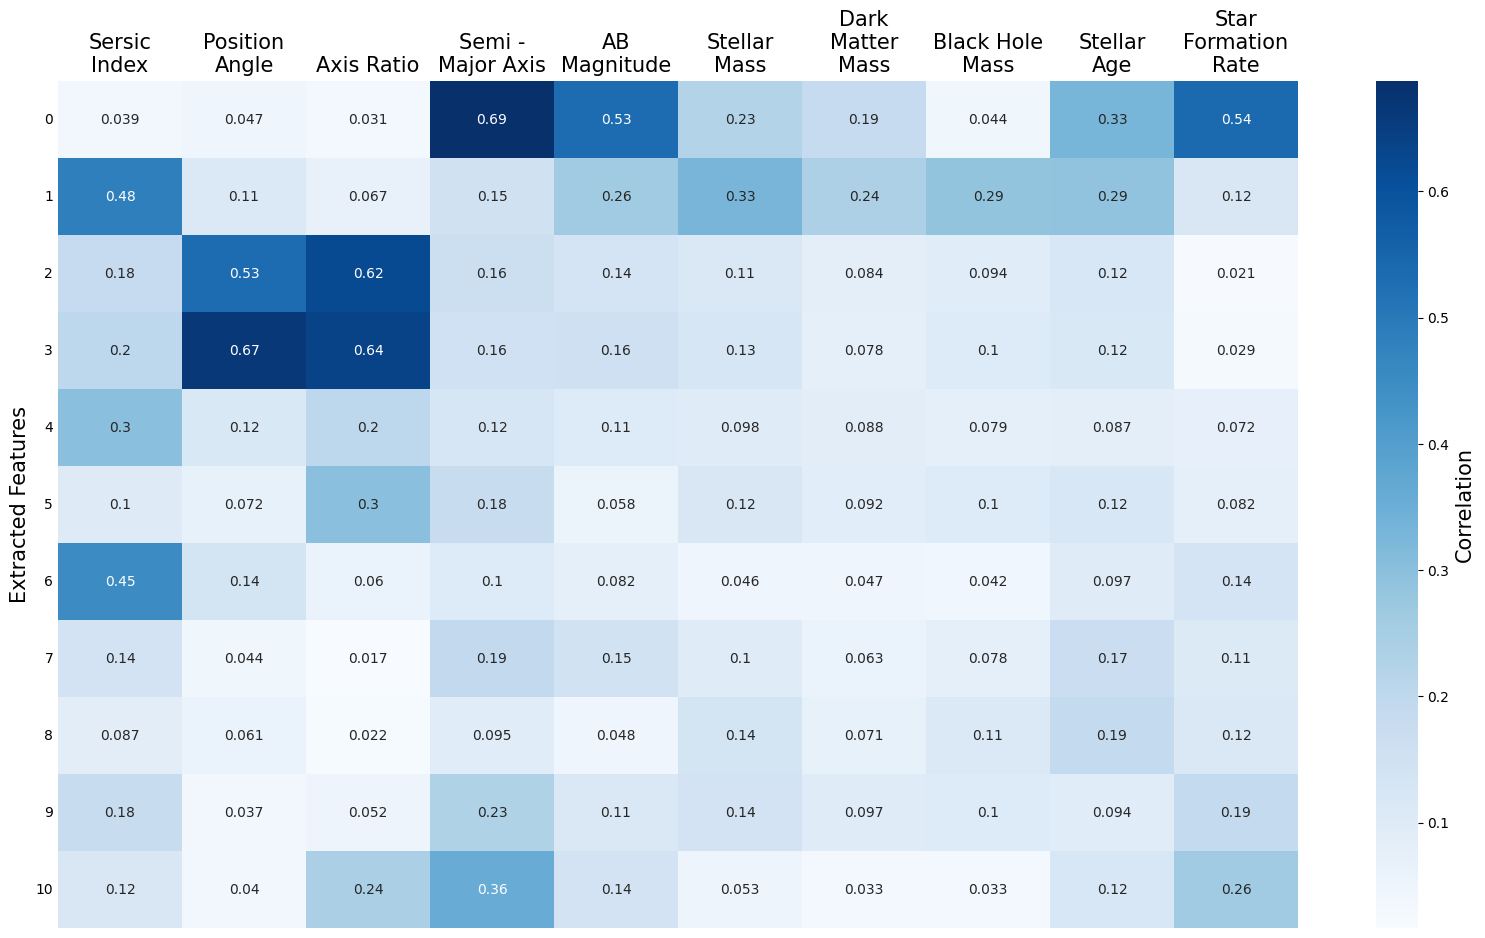 Sersic
Index
Position
Angle
Axis Ratio
Semi -
Major Axis
AB
Magnitude
Stellar
Mass
Dark
Matter
Mass
Black Hole
Mass
Stellar
Age
Star
Formation
Rate
Extracted Features
0 0.039 0.047 0.031 0.69 0.53 0.23 0.19 0.044 0.33 0.54
1 0.48 0.11 0.067 0.15 0.26 0.33 0.24 0.29 0.29 0.12
2 0.18 0.53 0.62 0.16 0.14 0.11 0.084 0.094 0.12 0.021
3 0.2 0.67 0.64 0.16 0.16 0.13 0.078 0.1 0.12 0.029
4 0.3 0.12 0.2 0.12 0.11 0.098 0.088 0.079 0.087 0.072
5 0.1 0.072 0.3 0.18 0.058 0.12 0.092 0.1 0.12 0.082
6 0.45 0.14 0.06 0.1 0.082 0.046 0.047 0.042 0.097 0.14
7 0.14 0.044 0.017 0.19 0.15 0.1 0.063 0.078 0.17 0.11
8 0.087 0.061 0.022 0.095 0.048 0.14 0.071 0.11 0.19 0.12
9 0.18 0.037 0.052 0.23 0.11 0.14 0.097 0.1 0.094 0.19
10 0.12 0.04 0.24 0.36 0.14 0.053 0.033 0.033 0.12 0.26
0.6
0.5
0.4
0.3
0.2
0.1
Correlation